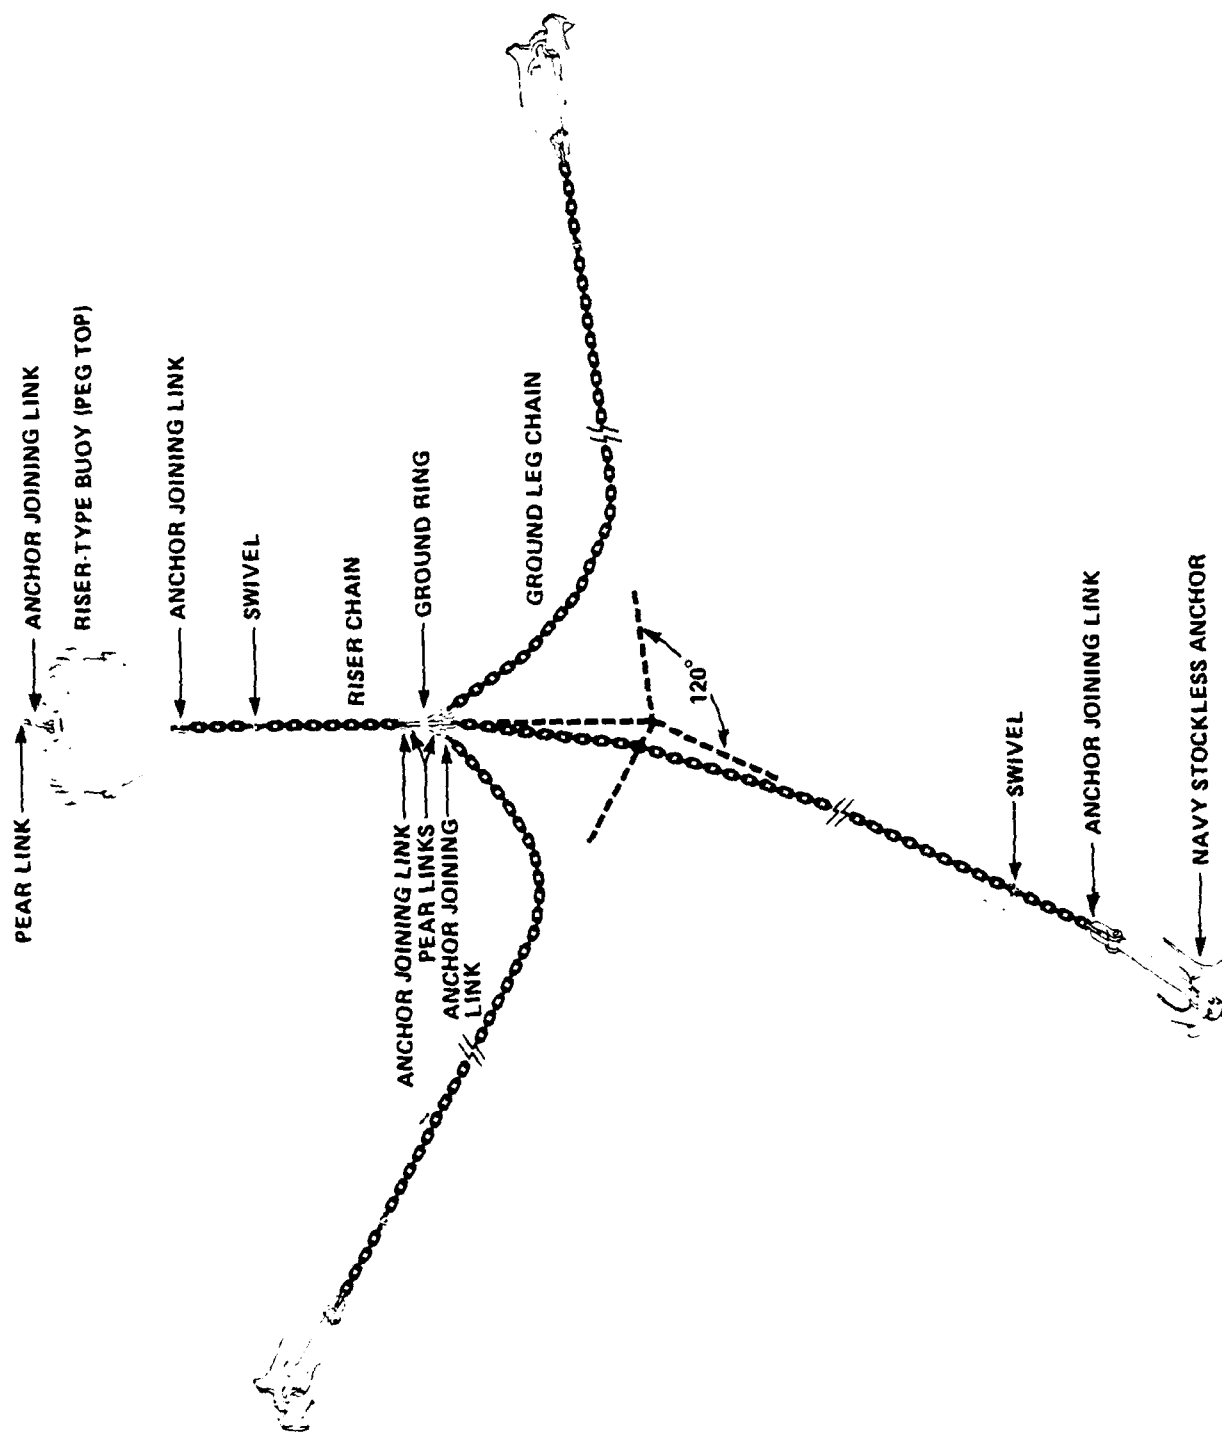 PEAR LINK
ANCHOR JOINING LINK
RISER-TYPE BUOY (PEG TOP)
ANCHOR JOINING LINK
SWIVEL
RISER CHAIN
GROUND RING
ANCHOR JOINING LINK
PEAR LINKS
ANCHOR JOINING
LINK
GROUND LEG CHAIN
120°
SWIVEL
ANCHOR JOINING LINK
NAVY STOCKLESS ANCHOR